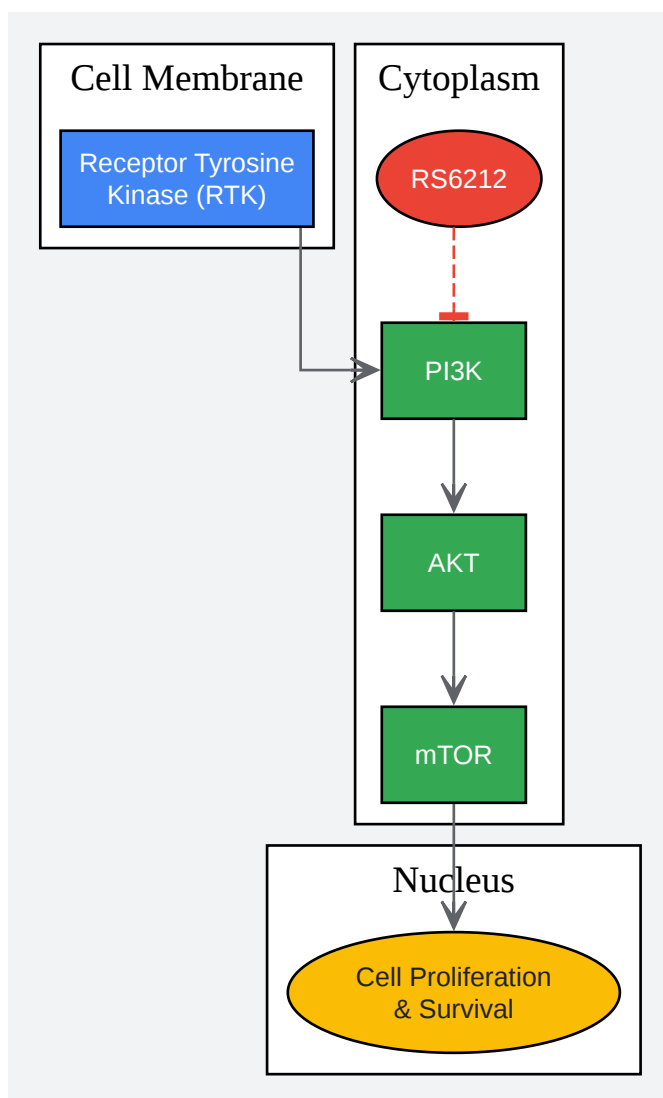 Cell Membrane
Receptor Tyrosine
Kinase (RTK)
Cytoplasm
RS6212
PI3K
AKT
mTOR
Nucleus
Cell Proliferation
& Survival